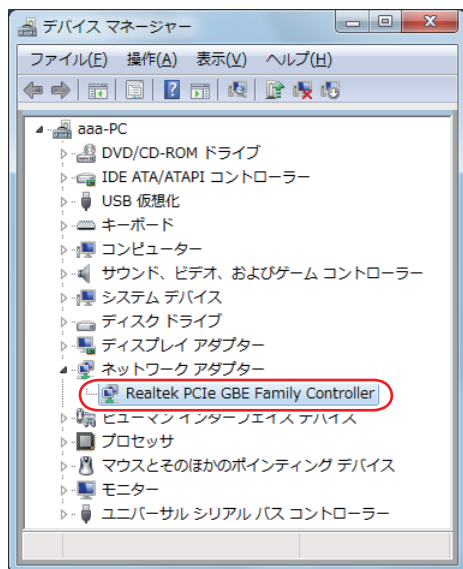 デバイス マネージャー
ファイル(F) 操作(A) 表示(V) ヘルプ(H)
aaa-PC
DVD/CD-ROM ドライブ
IDE ATA/ATAPI コントローラー
USB 仮想化
キーボード
コンピューター
サウンド、ビデオ、およびゲーム コントローラー
システム デバイス
ディスク ドライブ
ディスプレイ アダプター
ネットワーク アダプター
Realtek PCIe GBE Family Controller
ヒューマン インターフェイス デバイス
プロセッサ
マウスとそのほかのポインティング デバイス
モニター
ユニバーサル シリアル バス コントローラー